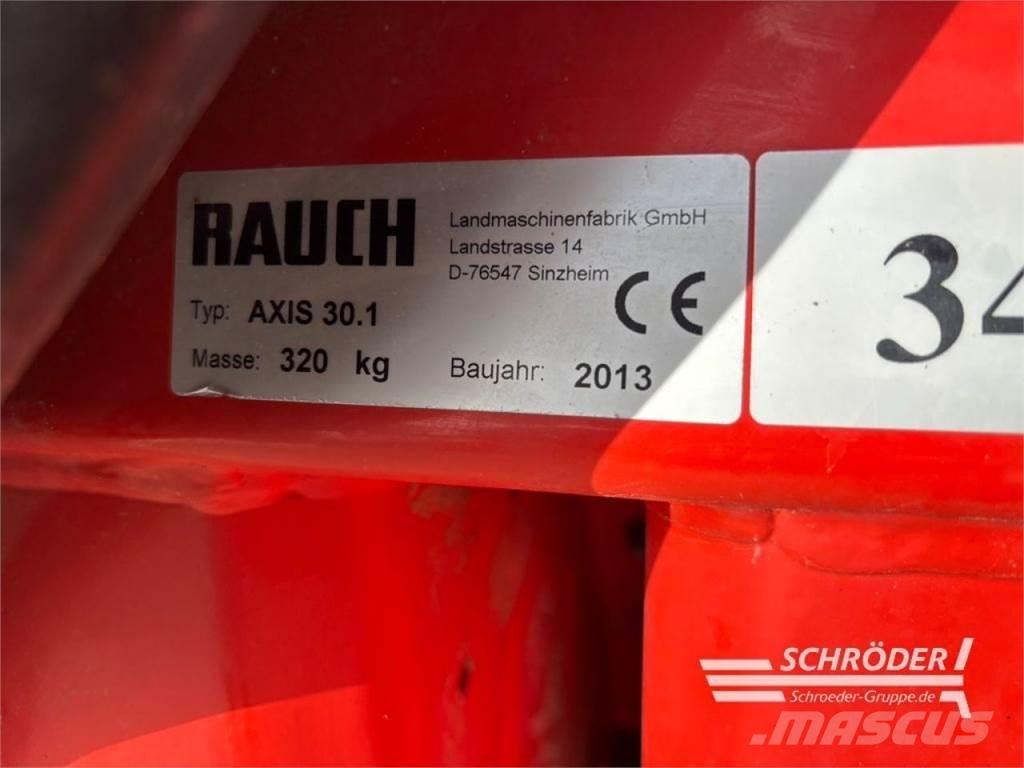 RAUCH
Landmaschinenfabrik GmbH
Landstrasse 14
D-76547 Sinzheim
Typ: AXIS 30.1
CE
Masse: 320 kg
Baujahr: 2013
34
SCHRÖDER
Schroeder-Gruppe.de
MASCUS